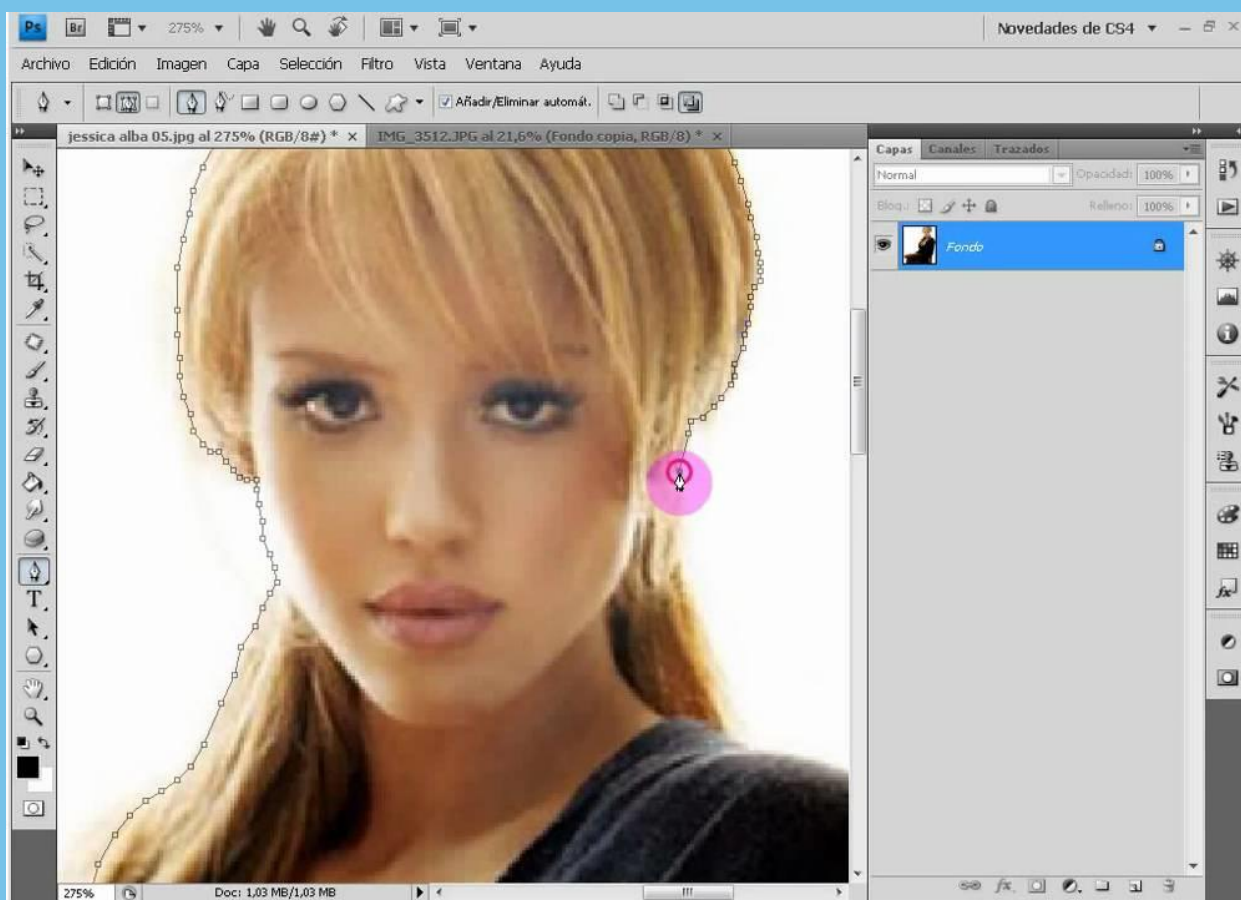 Ps Br 275% Novedades de CS4
Archivo Edición Imagen Capa Selección Filtro Vista Ventana Ayuda
Añadir/Eliminar automát.
jessica alba 05.jpg al 275% (RGB/8#) * × IMG_3512.JPG al 21,6% (Fondo copia, RGB/8) * ×
Capas Canales Trazados
Normal Opacidad: 100%
Bloq.: Relleno: 100%
Fondo
T
fx
275% Doc: 1,03 MB/1,03 MB fx